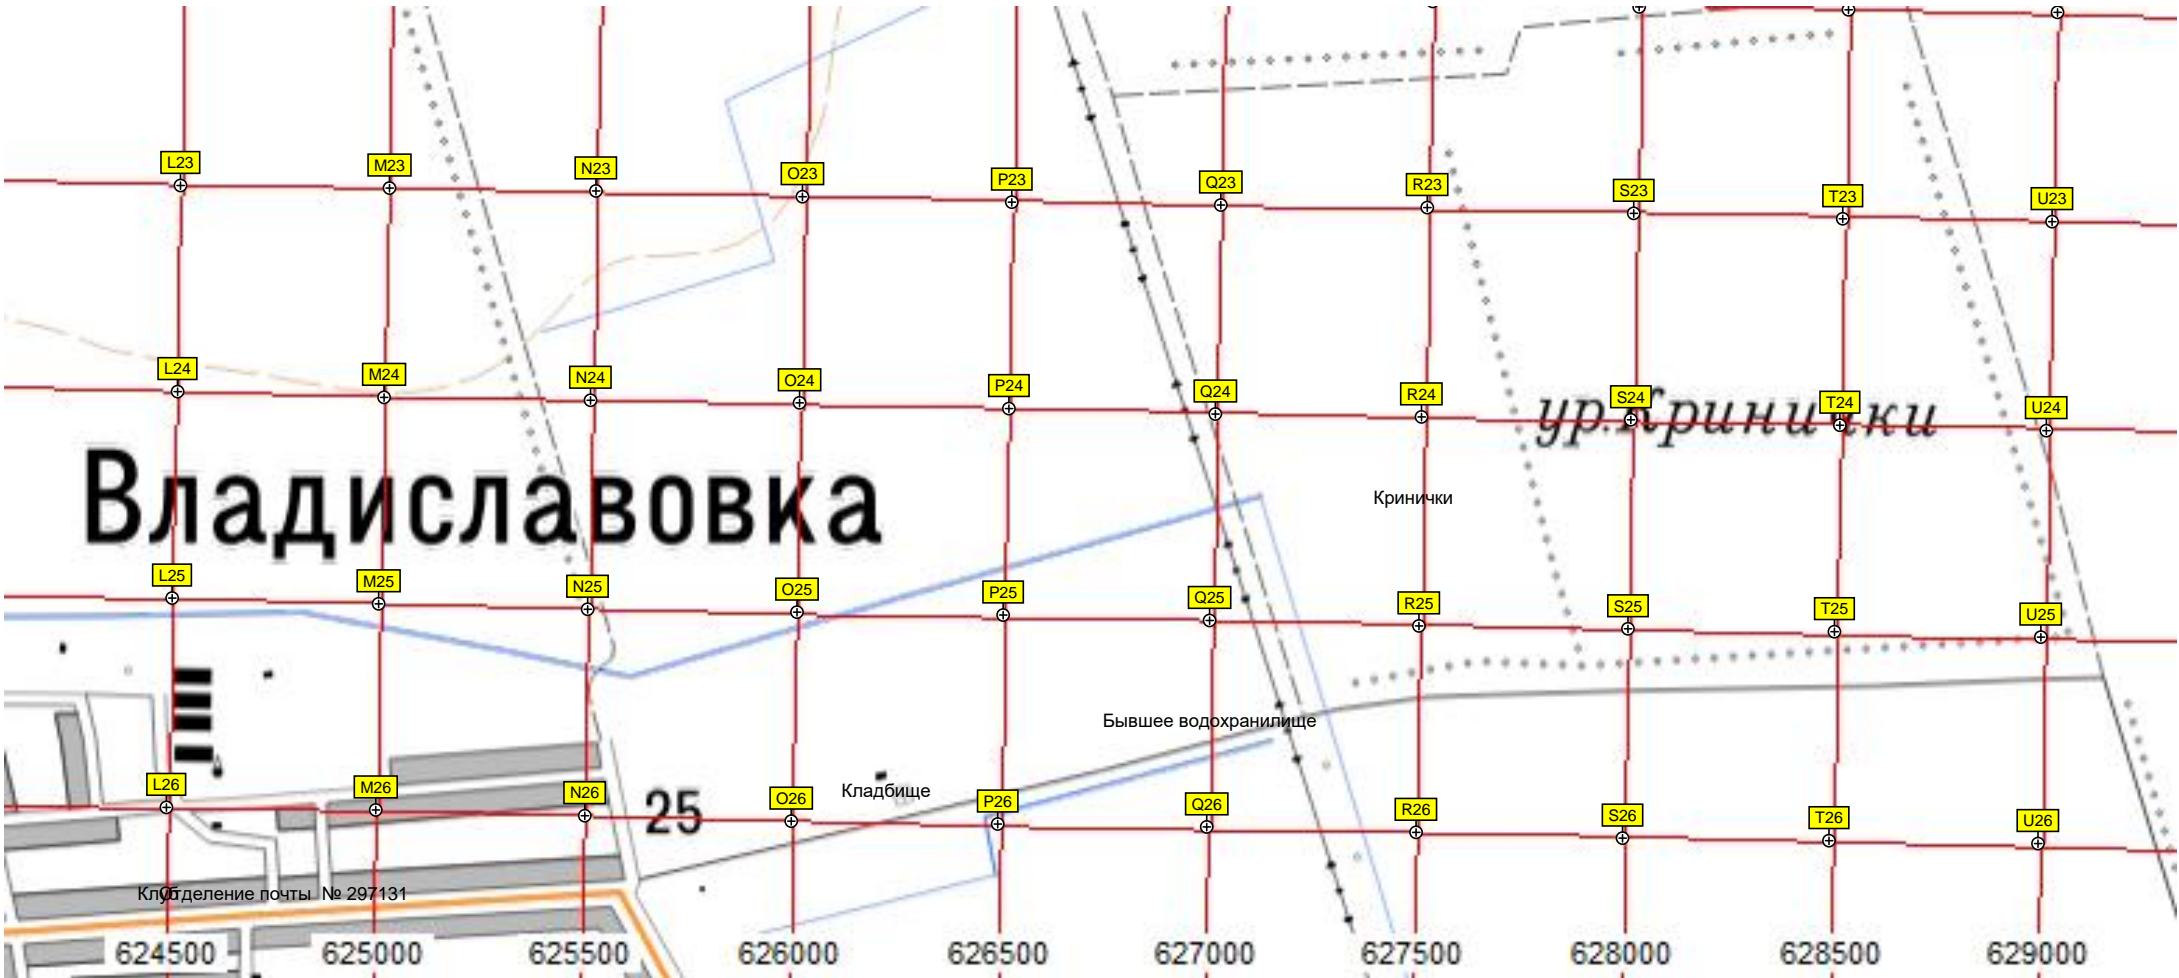 L23 M23 N23 O23 P23 Q23 R23 S23 T23 U23
L24 M24 N24 O24 P24 Q24 R24 S24 T24 U24
ур. Кринички
Владиславовка
Кринички
L25 M25 N25 O25 P25 Q25 R25 S25 T25 U25
Бывшее водохранилище
L26 M26 N26 O26 P26 Q26 R26 S26 T26 U26
Кладбище
25
Клуб
Отделение почты № 297131
624500 625000 625500 626000 626500 627000 627500 628000 628500 629000